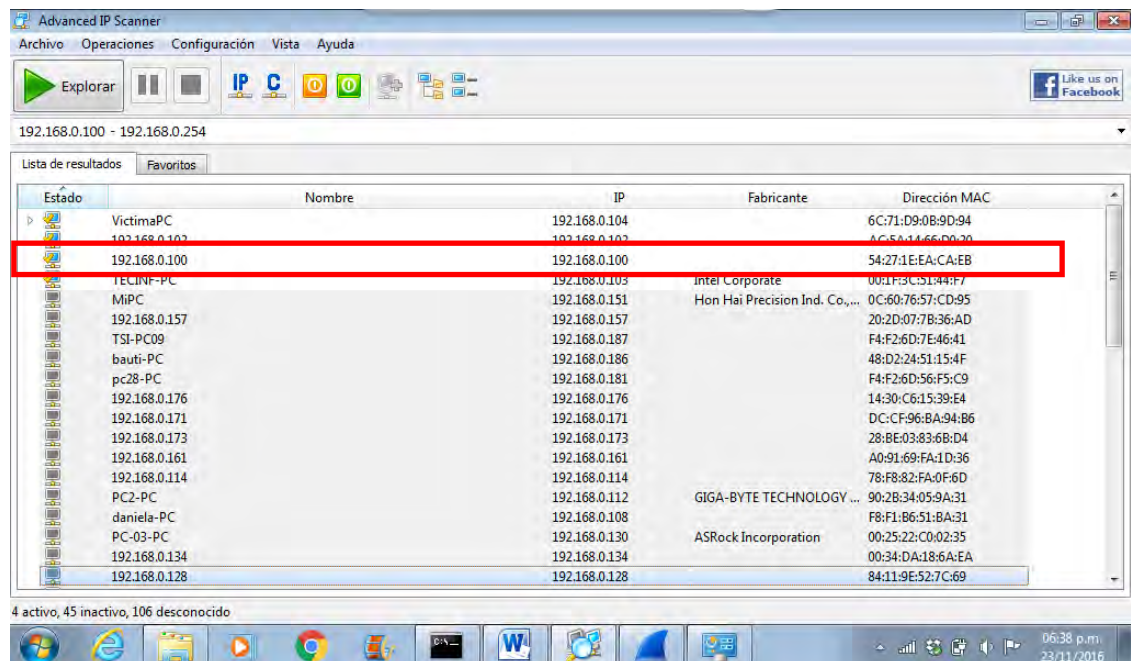 Advanced IP Scanner
Archivo Operaciones Configuración Vista Ayuda
Explorar IP C Like us on
Facebook
192.168.0.100 - 192.168.0.254
Lista de resultados Favoritos
Estado Nombre IP Fabricante Dirección MAC
VictimaPC 192.168.0.104 6C:71:D9:0B:9D:94
192.168.0.102 192.168.0.102 AC:5A:14:66:D0:20
192.168.0.100 192.168.0.100 54:27:1E:EA:CA:EB
TECINF-PC 192.168.0.103 Intel Corporate 00:1F:3C:51:44:F7
MiPC 192.168.0.151 Hon Hai Precision Ind. Co.,... 0C:60:76:57:CD:95
192.168.0.157 192.168.0.157 20:2D:07:7B:36:AD
TSI-PC09 192.168.0.187 F4:F2:6D:7E:46:41
bauti-PC 192.168.0.186 48:D2:24:51:15:4F
pc28-PC 192.168.0.181 F4:F2:6D:56:F5:C9
192.168.0.176 192.168.0.176 14:30:C6:15:39:E4
192.168.0.171 192.168.0.171 DC:CF:96:BA:94:B6
192.168.0.173 192.168.0.173 28:BE:03:83:6B:D4
192.168.0.161 192.168.0.161 A0:91:69:FA:1D:36
192.168.0.114 192.168.0.114 78:F8:82:FA:0F:6D
PC2-PC 192.168.0.112 GIGA-BYTE TECHNOLOGY ... 90:2B:34:05:9A:31
daniela-PC 192.168.0.108 F8:F1:B6:51:BA:31
PC-03-PC 192.168.0.130 ASRock Incorporation 00:25:22:C0:02:35
192.168.0.134 192.168.0.134 00:34:DA:18:6A:EA
192.168.0.128 192.168.0.128 84:11:9E:52:7C:69
4 activo, 45 inactivo, 106 desconocido
C:\ W 06:38 p.m.
23/11/2016